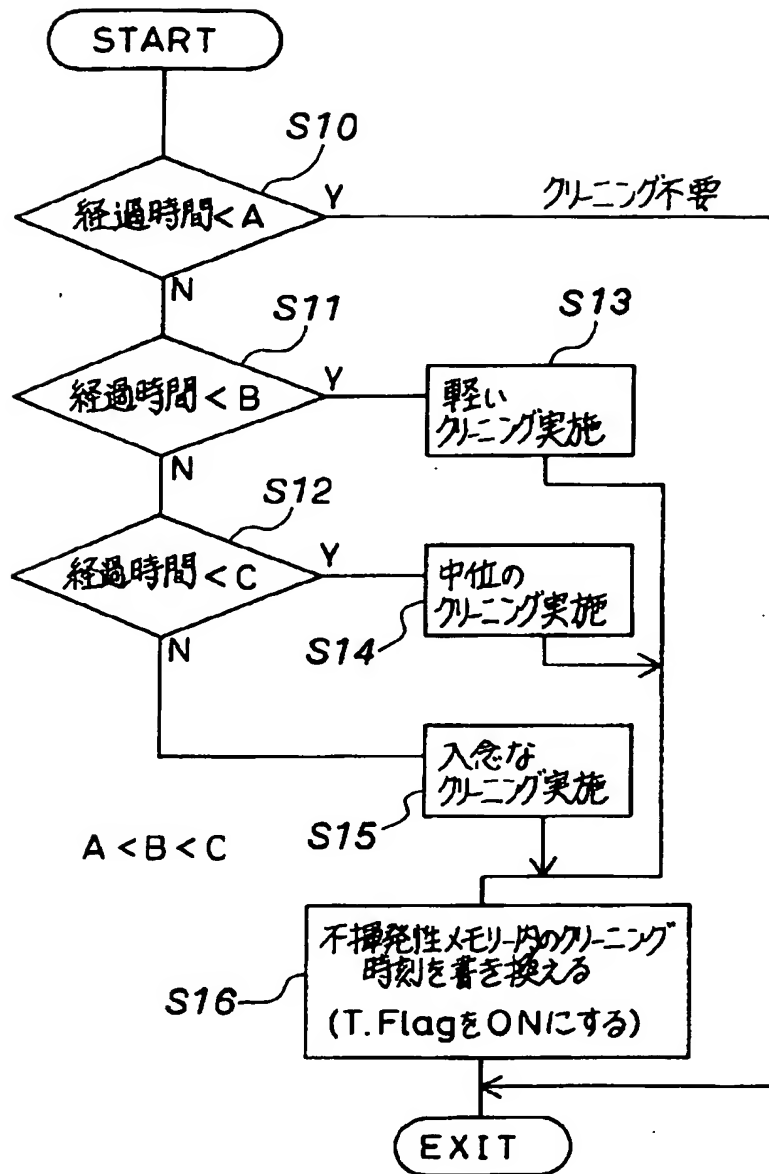 START
S10
経過時間<A
Y
クリーニング不要
N
S11
経過時間<B
Y
S13
軽い
クリーニング実施
N
S12
経過時間<C
Y
中位の
クリーニング実施
S14
N
入念な
クリーニング実施
S15
A<B<C
不揮発性メモリー内のクリーニング
時刻を書き換える
(T.FlagをONにする)
S16
EXIT